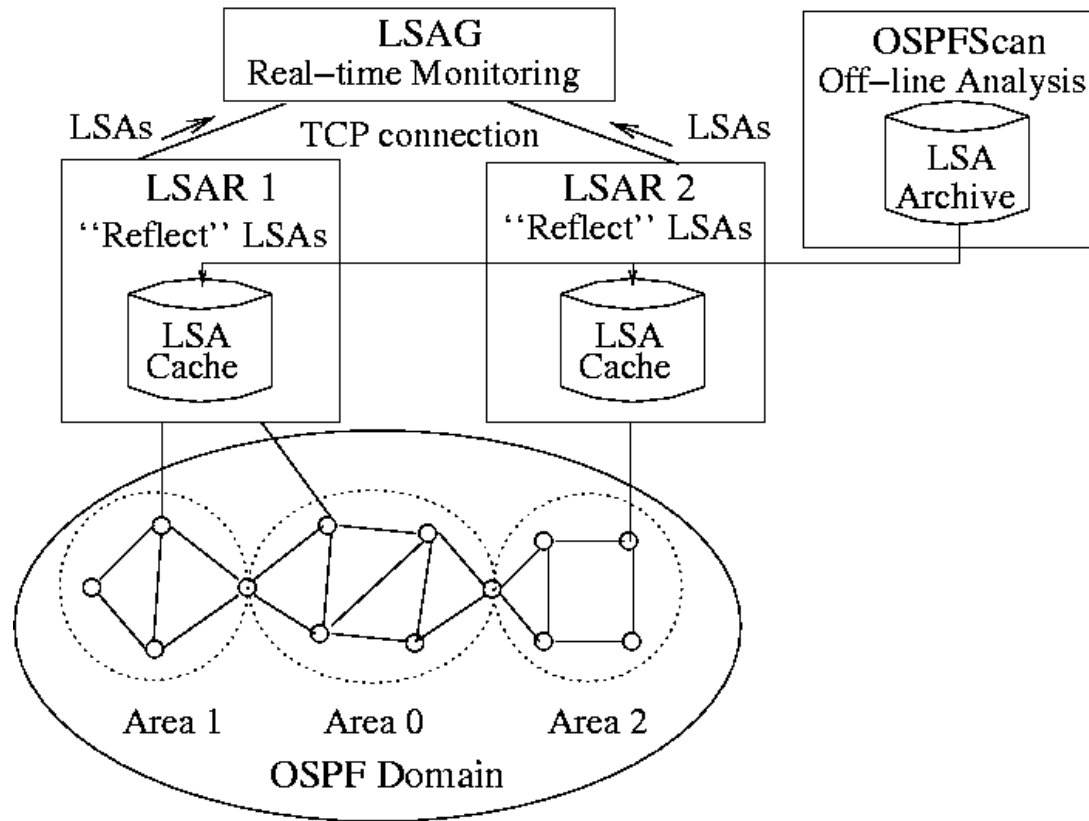 LSAG
Real-time Monitoring
OSPFScan
Off-line Analysis
LSA
Archive
LSAs
TCP connection
LSAs
LSAR 1
“Reflect” LSAs
LSA
Cache
LSAR 2
“Reflect” LSAs
LSA
Cache
Area 1
Area 0
Area 2
OSPF Domain